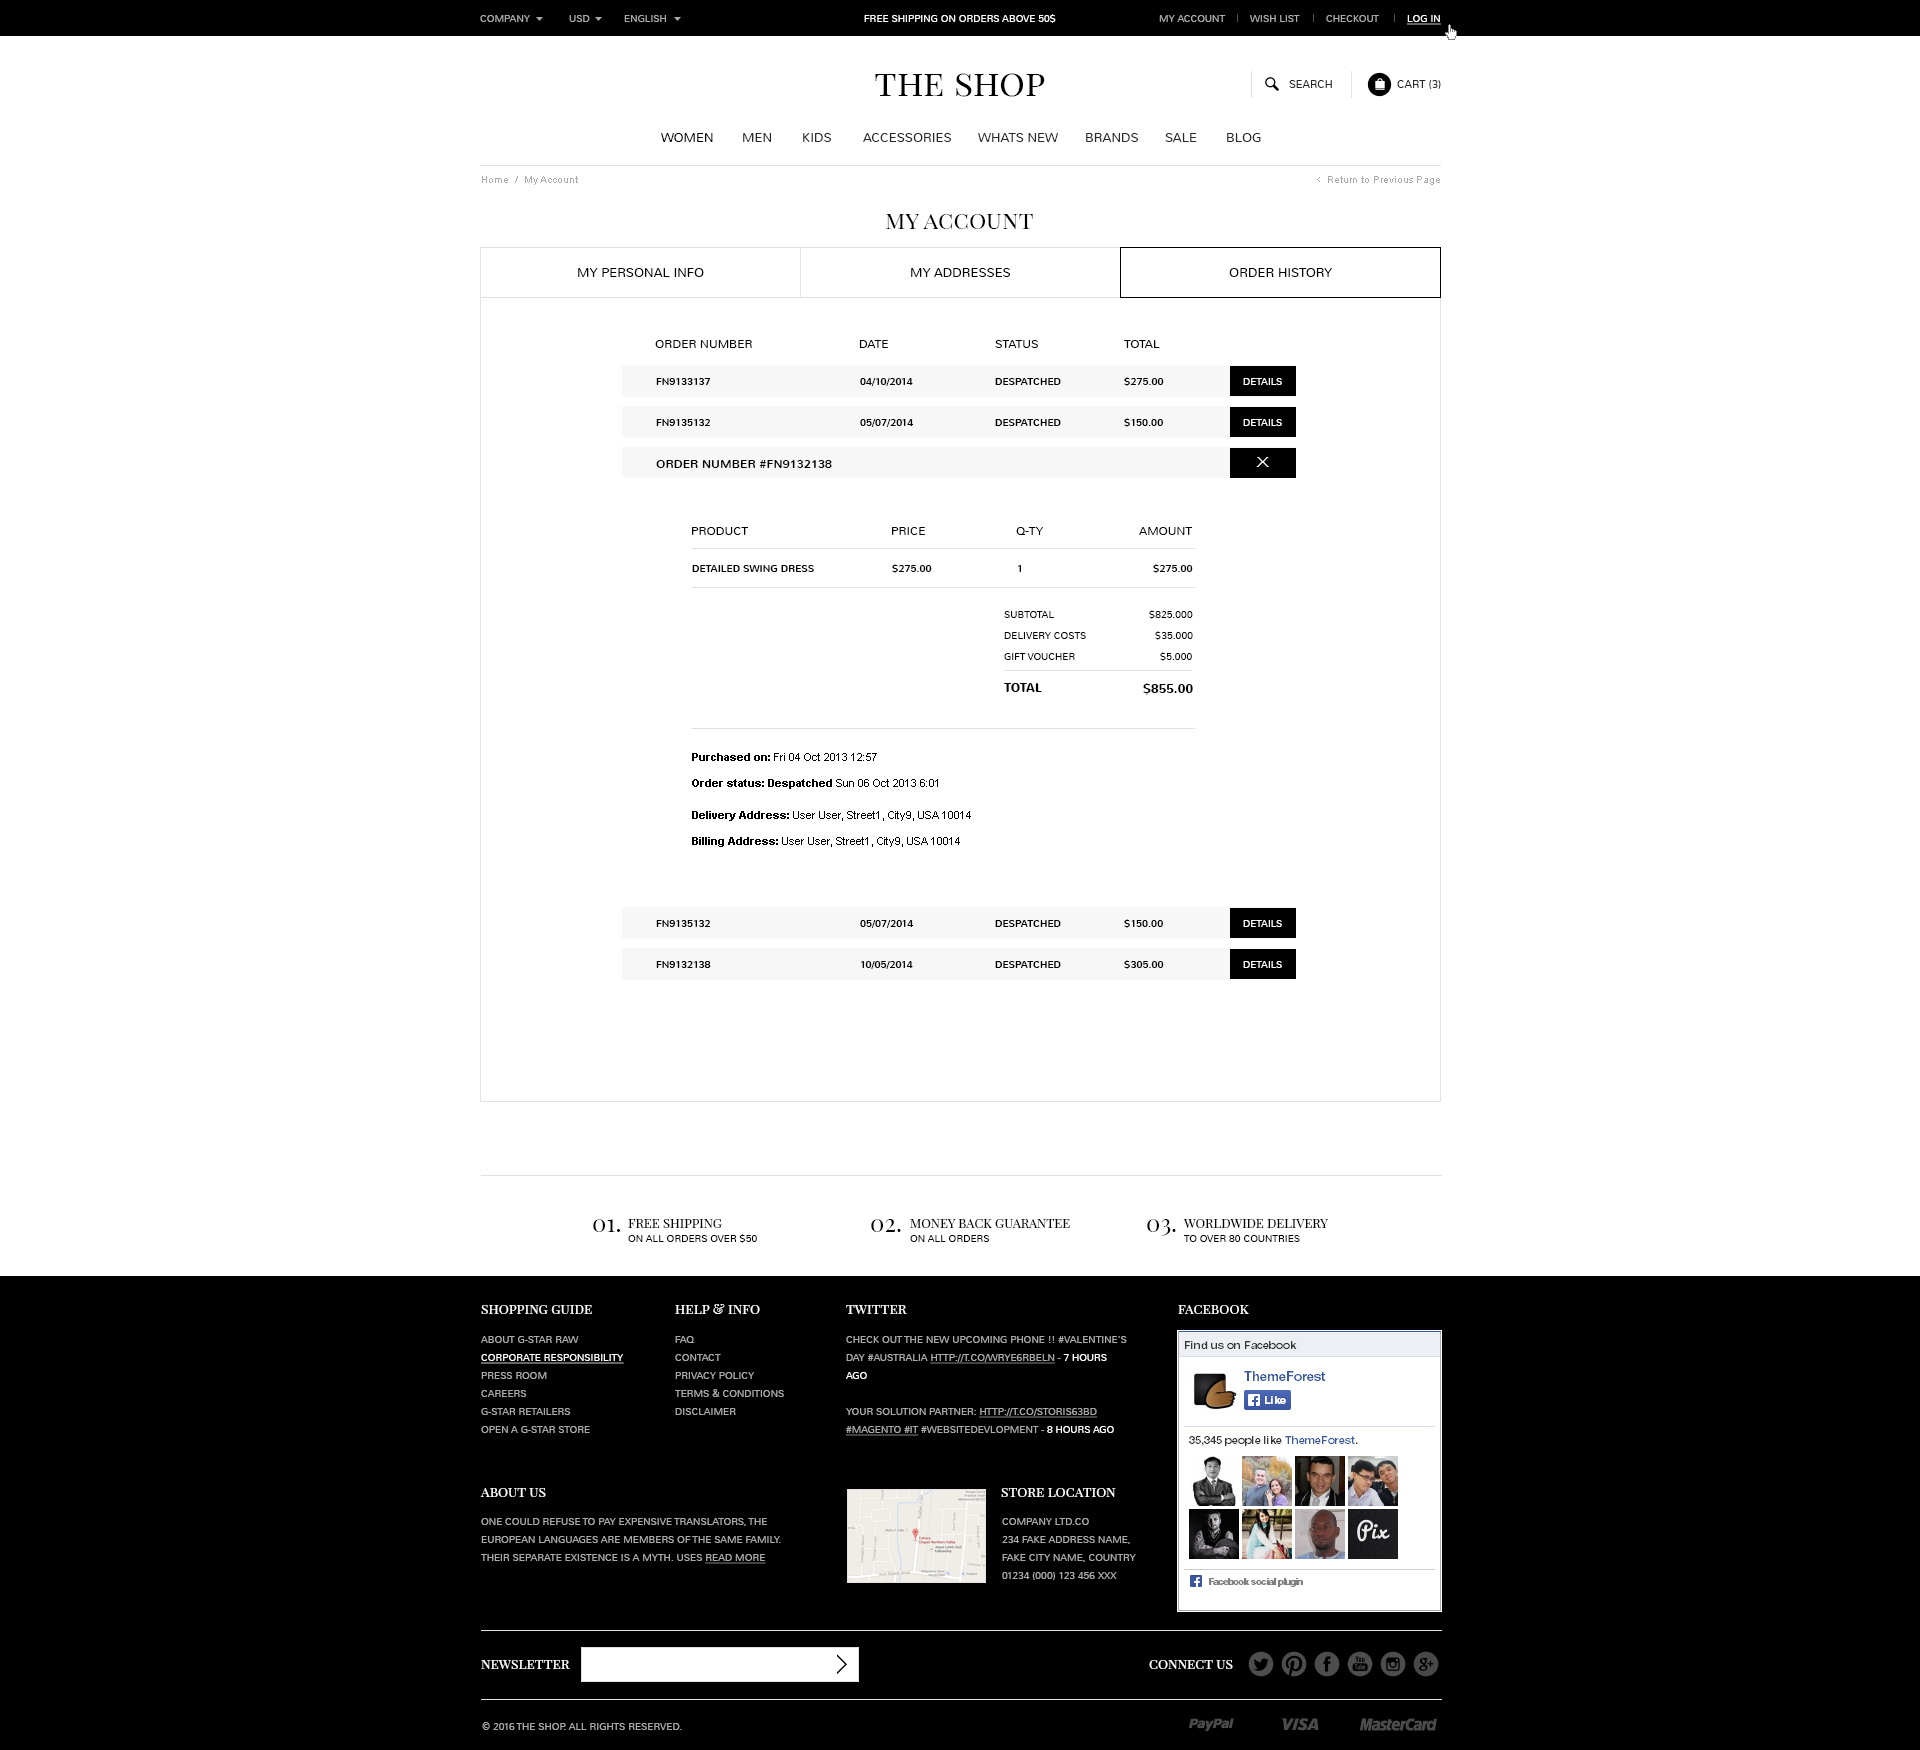 COMPANY USD ENGLISH FREE SHIPPING ON ORDERS ABOVE 50$ MY ACCOUNT WISH LIST CHECKOUT LOG IN
THE SHOP
SEARCH CART (3)
WOMEN MEN KIDS ACCESSORIES WHATS NEW BRANDS SALE BLOG
Home / My Account < Return to Previous Page
MY ACCOUNT
MY PERSONAL INFO MY ADDRESSES ORDER HISTORY
ORDER NUMBER DATE STATUS TOTAL
FN9133137 04/10/2014 DESPATCHED $275.00 DETAILS
FN9135132 05/07/2014 DESPATCHED $150.00 DETAILS
ORDER NUMBER #FN9132138
PRODUCT PRICE Q-TY AMOUNT
DETAILED SWING DRESS $275.00 1 $275.00
SUBTOTAL $825.000
DELIVERY COSTS $35.000
GIFT VOUCHER $5.000
TOTAL $855.00
Purchased on: Fri 04 Oct 2013 12:57
Order status: Despatched Sun 06 Oct 2013 6:01
Delivery Address: User User, Street1, City9, USA 10014
Billing Address: User User, Street1, City9, USA 10014
FN9135132 05/07/2014 DESPATCHED $150.00 DETAILS
FN9132138 10/05/2014 DESPATCHED $305.00 DETAILS
01. FREE SHIPPING
ON ALL ORDERS OVER $50
02. MONEY BACK GUARANTEE
ON ALL ORDERS
03. WORLDWIDE DELIVERY
TO OVER 80 COUNTRIES
SHOPPING GUIDE
ABOUT G-STAR RAW
CORPORATE RESPONSIBILITY
PRESS ROOM
CAREERS
G-STAR RETAILERS
OPEN A G-STAR STORE
HELP & INFO
FAQ
CONTACT
PRIVACY POLICY
TERMS & CONDITIONS
DISCLAIMER
TWITTER
CHECK OUT THE NEW UPCOMING PHONE !! #VALENTINE'S
DAY #AUSTRALIA HTTP://T.CO/WRYE6RBELN - 7 HOURS
AGO
YOUR SOLUTION PARTNER: HTTP://T.CO/STORIS63BD
#MAGENTO #IT #WEBSITEDEVLOPMENT - 8 HOURS AGO
FACEBOOK
Find us on Facebook
ThemeForest
Like
35,345 people like ThemeForest.
Pix
Facebook social plugin
ABOUT US
ONE COULD REFUSE TO PAY EXPENSIVE TRANSLATORS, THE
EUROPEAN LANGUAGES ARE MEMBERS OF THE SAME FAMILY.
THEIR SEPARATE EXISTENCE IS A MYTH. USES READ MORE
STORE LOCATION
COMPANY LTD.CO
234 FAKE ADDRESS NAME,
FAKE CITY NAME, COUNTRY
01234 (000) 123 456 XXX
NEWSLETTER
CONNECT US
You
Tube
g+
© 2016 THE SHOP. ALL RIGHTS RESERVED.
PayPal VISA MasterCard